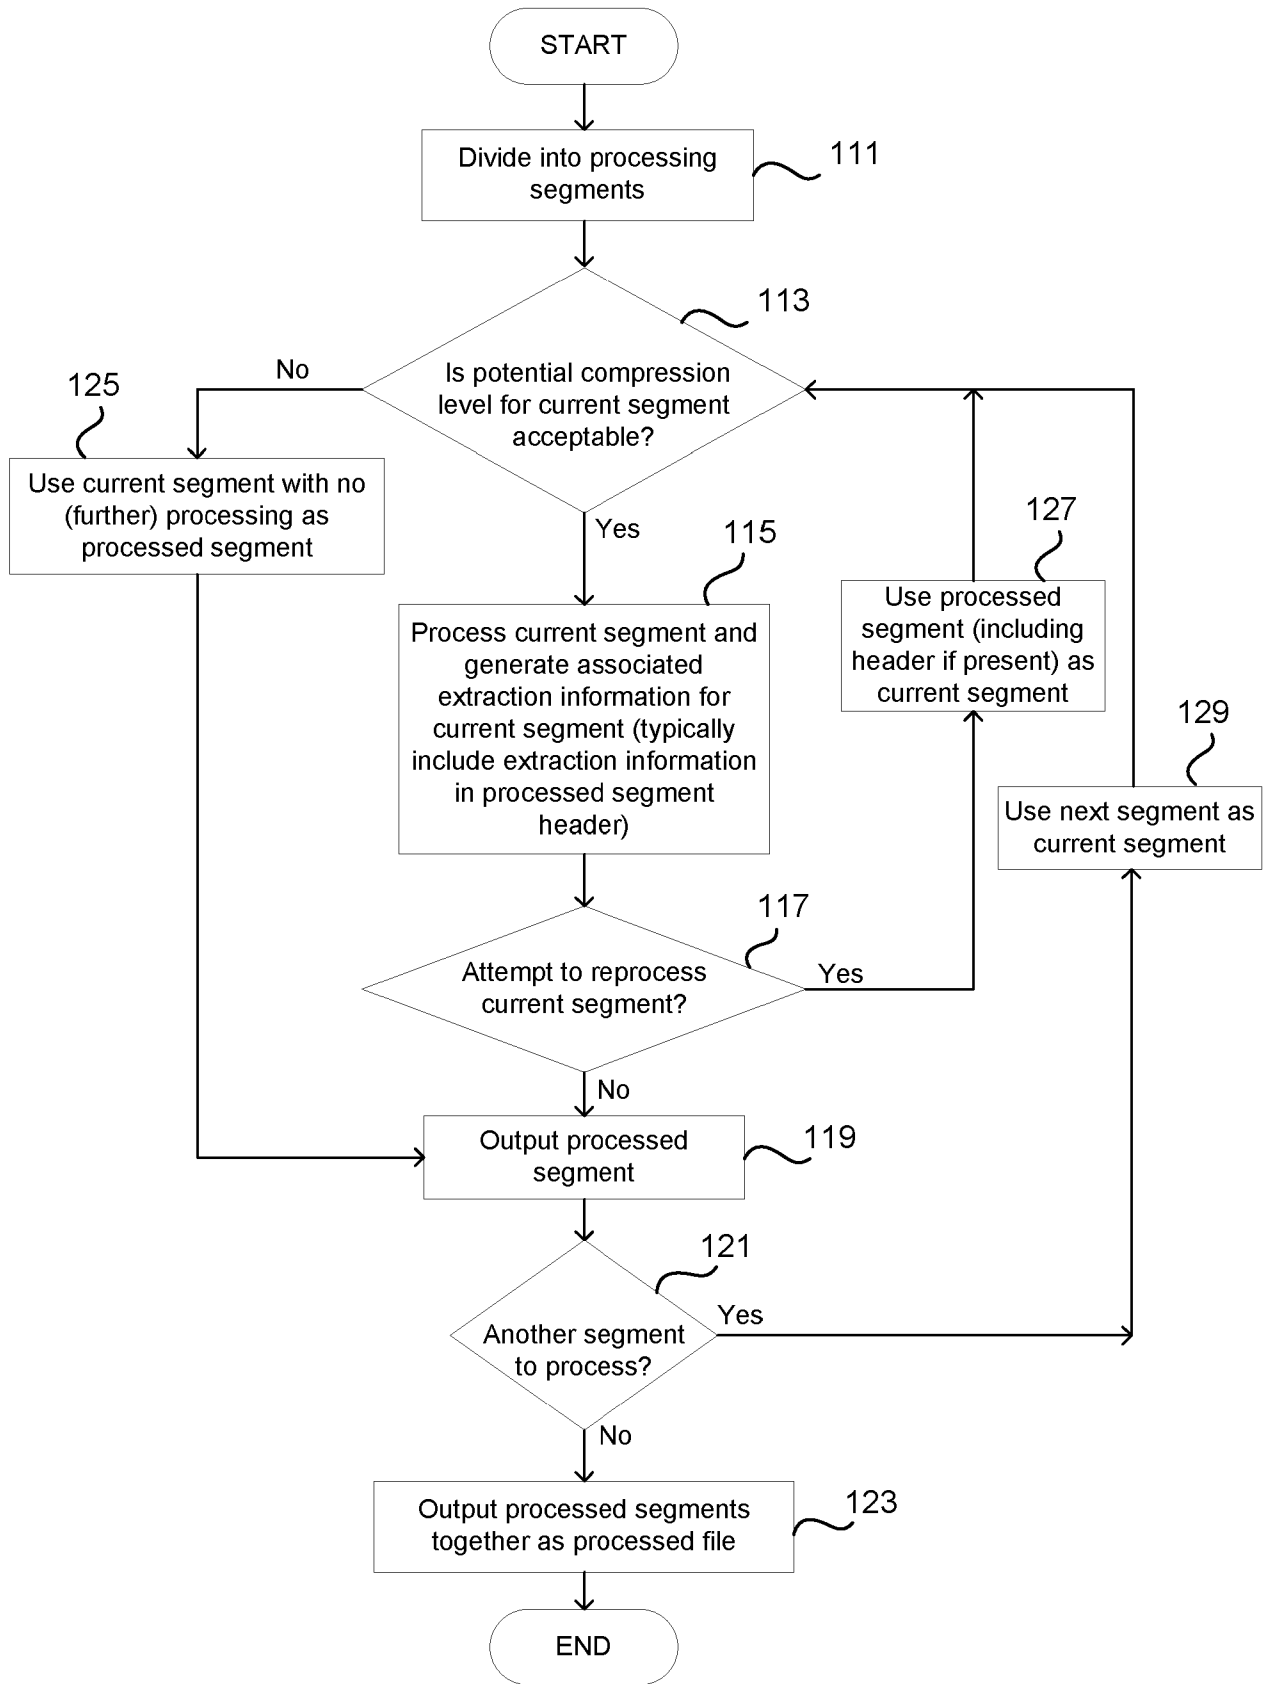 START
Divide into processing
segments
111
113
Is potential compression
level for current segment
acceptable?
No
125
Use current segment with no
(further) processing as
processed segment
Yes
115
Process current segment and
generate associated
extraction information for
current segment (typically
include extraction information
in processed segment
header)
127
Use processed
segment (including
header if present) as
current segment
129
Use next segment as
current segment
117
Attempt to reprocess
current segment?
Yes
No
Output processed
segment
119
121
Another segment
to process?
Yes
No
Output processed segments
together as processed file
123
END